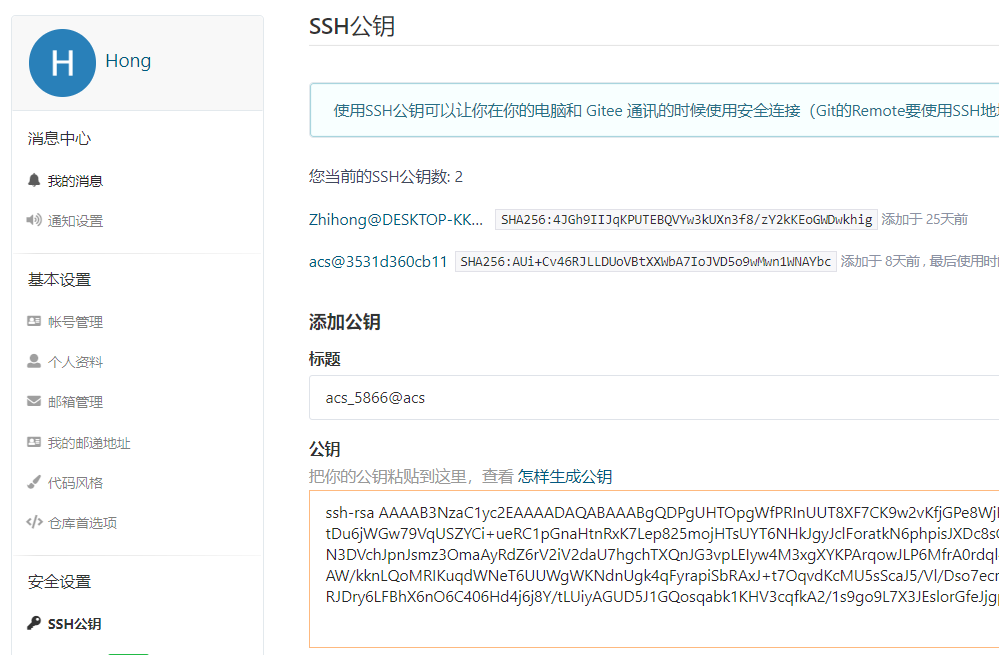 H
Hong
消息中心
我的消息
通知设置
基本设置
帐号管理
个人资料
邮箱管理
我的邮递地址
代码风格
仓库首选项
安全设置
SSH公钥
SSH公钥
使用SSH公钥可以让你在你的电脑和 Gitee 通讯的时候使用安全连接（Git的Remote要使用SSH地
您当前的SSH公钥数: 2
Zhihong@DESKTOP-KK... SHA256:4JGh9IIJqKPUTEBQVYw3kUXn3f8/zY2kKEoGWDwkhig 添加于 25天前
acs@3531d360cb11 SHA256:AUi+Cv46RJLLDUoVBtXXWbA7IoJVD5o9wMwn1WNAYbc 添加于 8天前 , 最后使用时
添加公钥
标题
acs_5866@acs
公钥
把你的公钥粘贴到这里，查看 怎样生成公钥
ssh-rsa AAAAB3NzaC1yc2EAAAADAQABAAABgQDPgUHTOpgWfPRInUUT8XF7CK9w2vKfjGPe8Wj
tDu6jWGw79VqUSZYCi+ueRC1pGnaHtnRxK7Lep825mojHTsUYT6NHkJgyJclForatkN6phpisJXDc8s
N3DVchJpnJsmz3OmaAyRdZ6rV2iV2daU7hgchTXQnJG3vpLEIyw4M3xgXYKPArqowJLP6MfrA0rdq
AW/kknLQoMRIKuqdWNeT6UUWgWKNdnUgk4qFyrapiSbRAxJ+t7OqvdKcMU5sScaJ5/Vl/Dso7ecr
RJDry6LFBhX6nO6C406Hd4j6j8Y/tLUiyAGUD5J1GQosqabk1KHV3cqfkA2/1s9go9L7X3JEslorGfeJjg